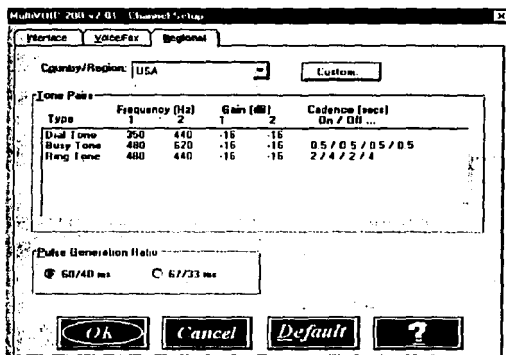 MultiVOIP 200 v2.01 - Channel Setup
Interface Voice/Fax Regional
Country/Region: USA Custom...
Tone Pairs
Frequency (Hz) Gain (dB) Cadence (secs)
Type 1 2 1 2 On / Off ...
Dial Tone 350 440 -16 -16
Busy Tone 480 620 -16 -16 0.5 / 0.5 / 0.5 / 0.5
Ring Tone 480 440 -16 -16 2 / 4 / 2 / 4
Pulse Generation Ratio
60/40 ms 67/33 ms
Ok Cancel Default ?